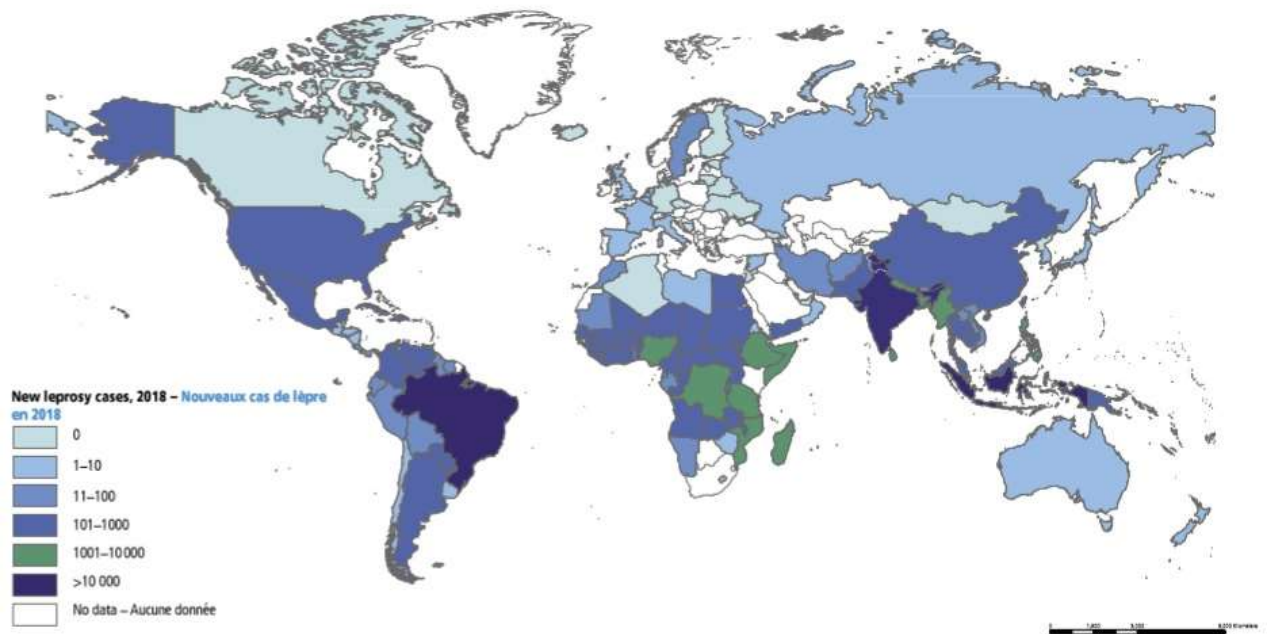 New leprosy cases, 2018 – Nouveaux cas de lèpre
en 2018
0
1–10
11–100
101–1000
1001–10 000
>10 000
No data – Aucune donnée